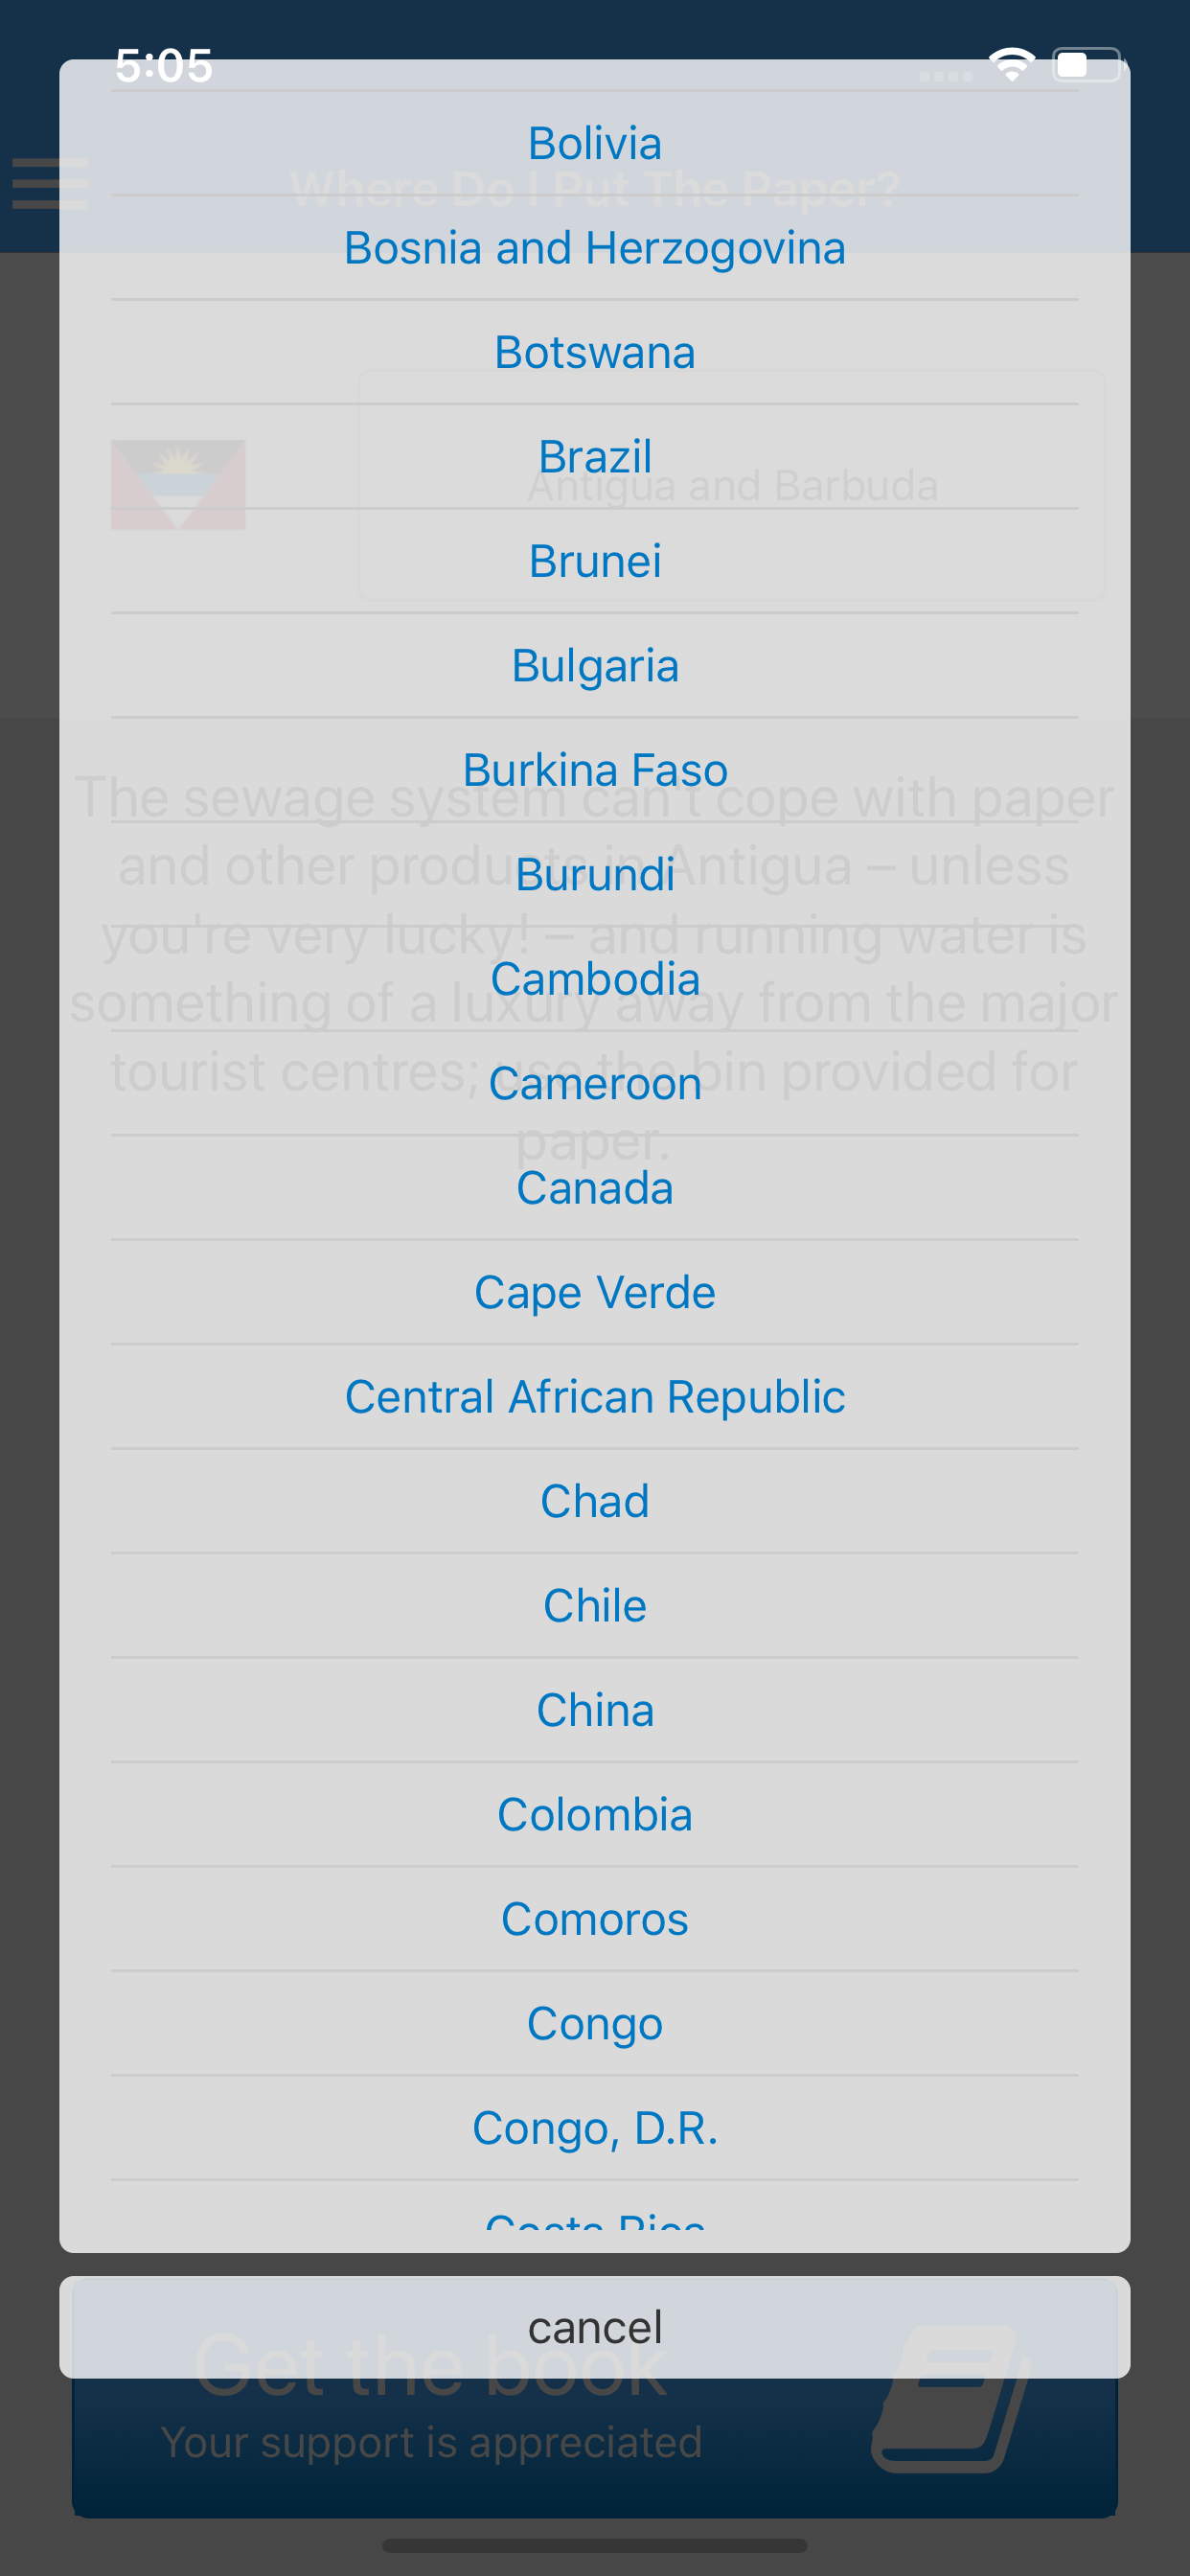 5:05
Bolivia
Where Do I Put The Paper?
Bosnia and Herzogovina
Botswana
Brazil
Antigua and Barbuda
Brunei
Bulgaria
Burkina Faso
The sewage system can't cope with paper
Burundi
and other products in Antigua – unless
you're very lucky! – and running water is
Cambodia
something of a luxury away from the major
tourist centres; use the bin provided for
Cameroon
paper.
Canada
Cape Verde
Central African Republic
Chad
Chile
China
Colombia
Comoros
Congo
Congo, D.R.
Costa Rica
cancel
Get the book
Your support is appreciated